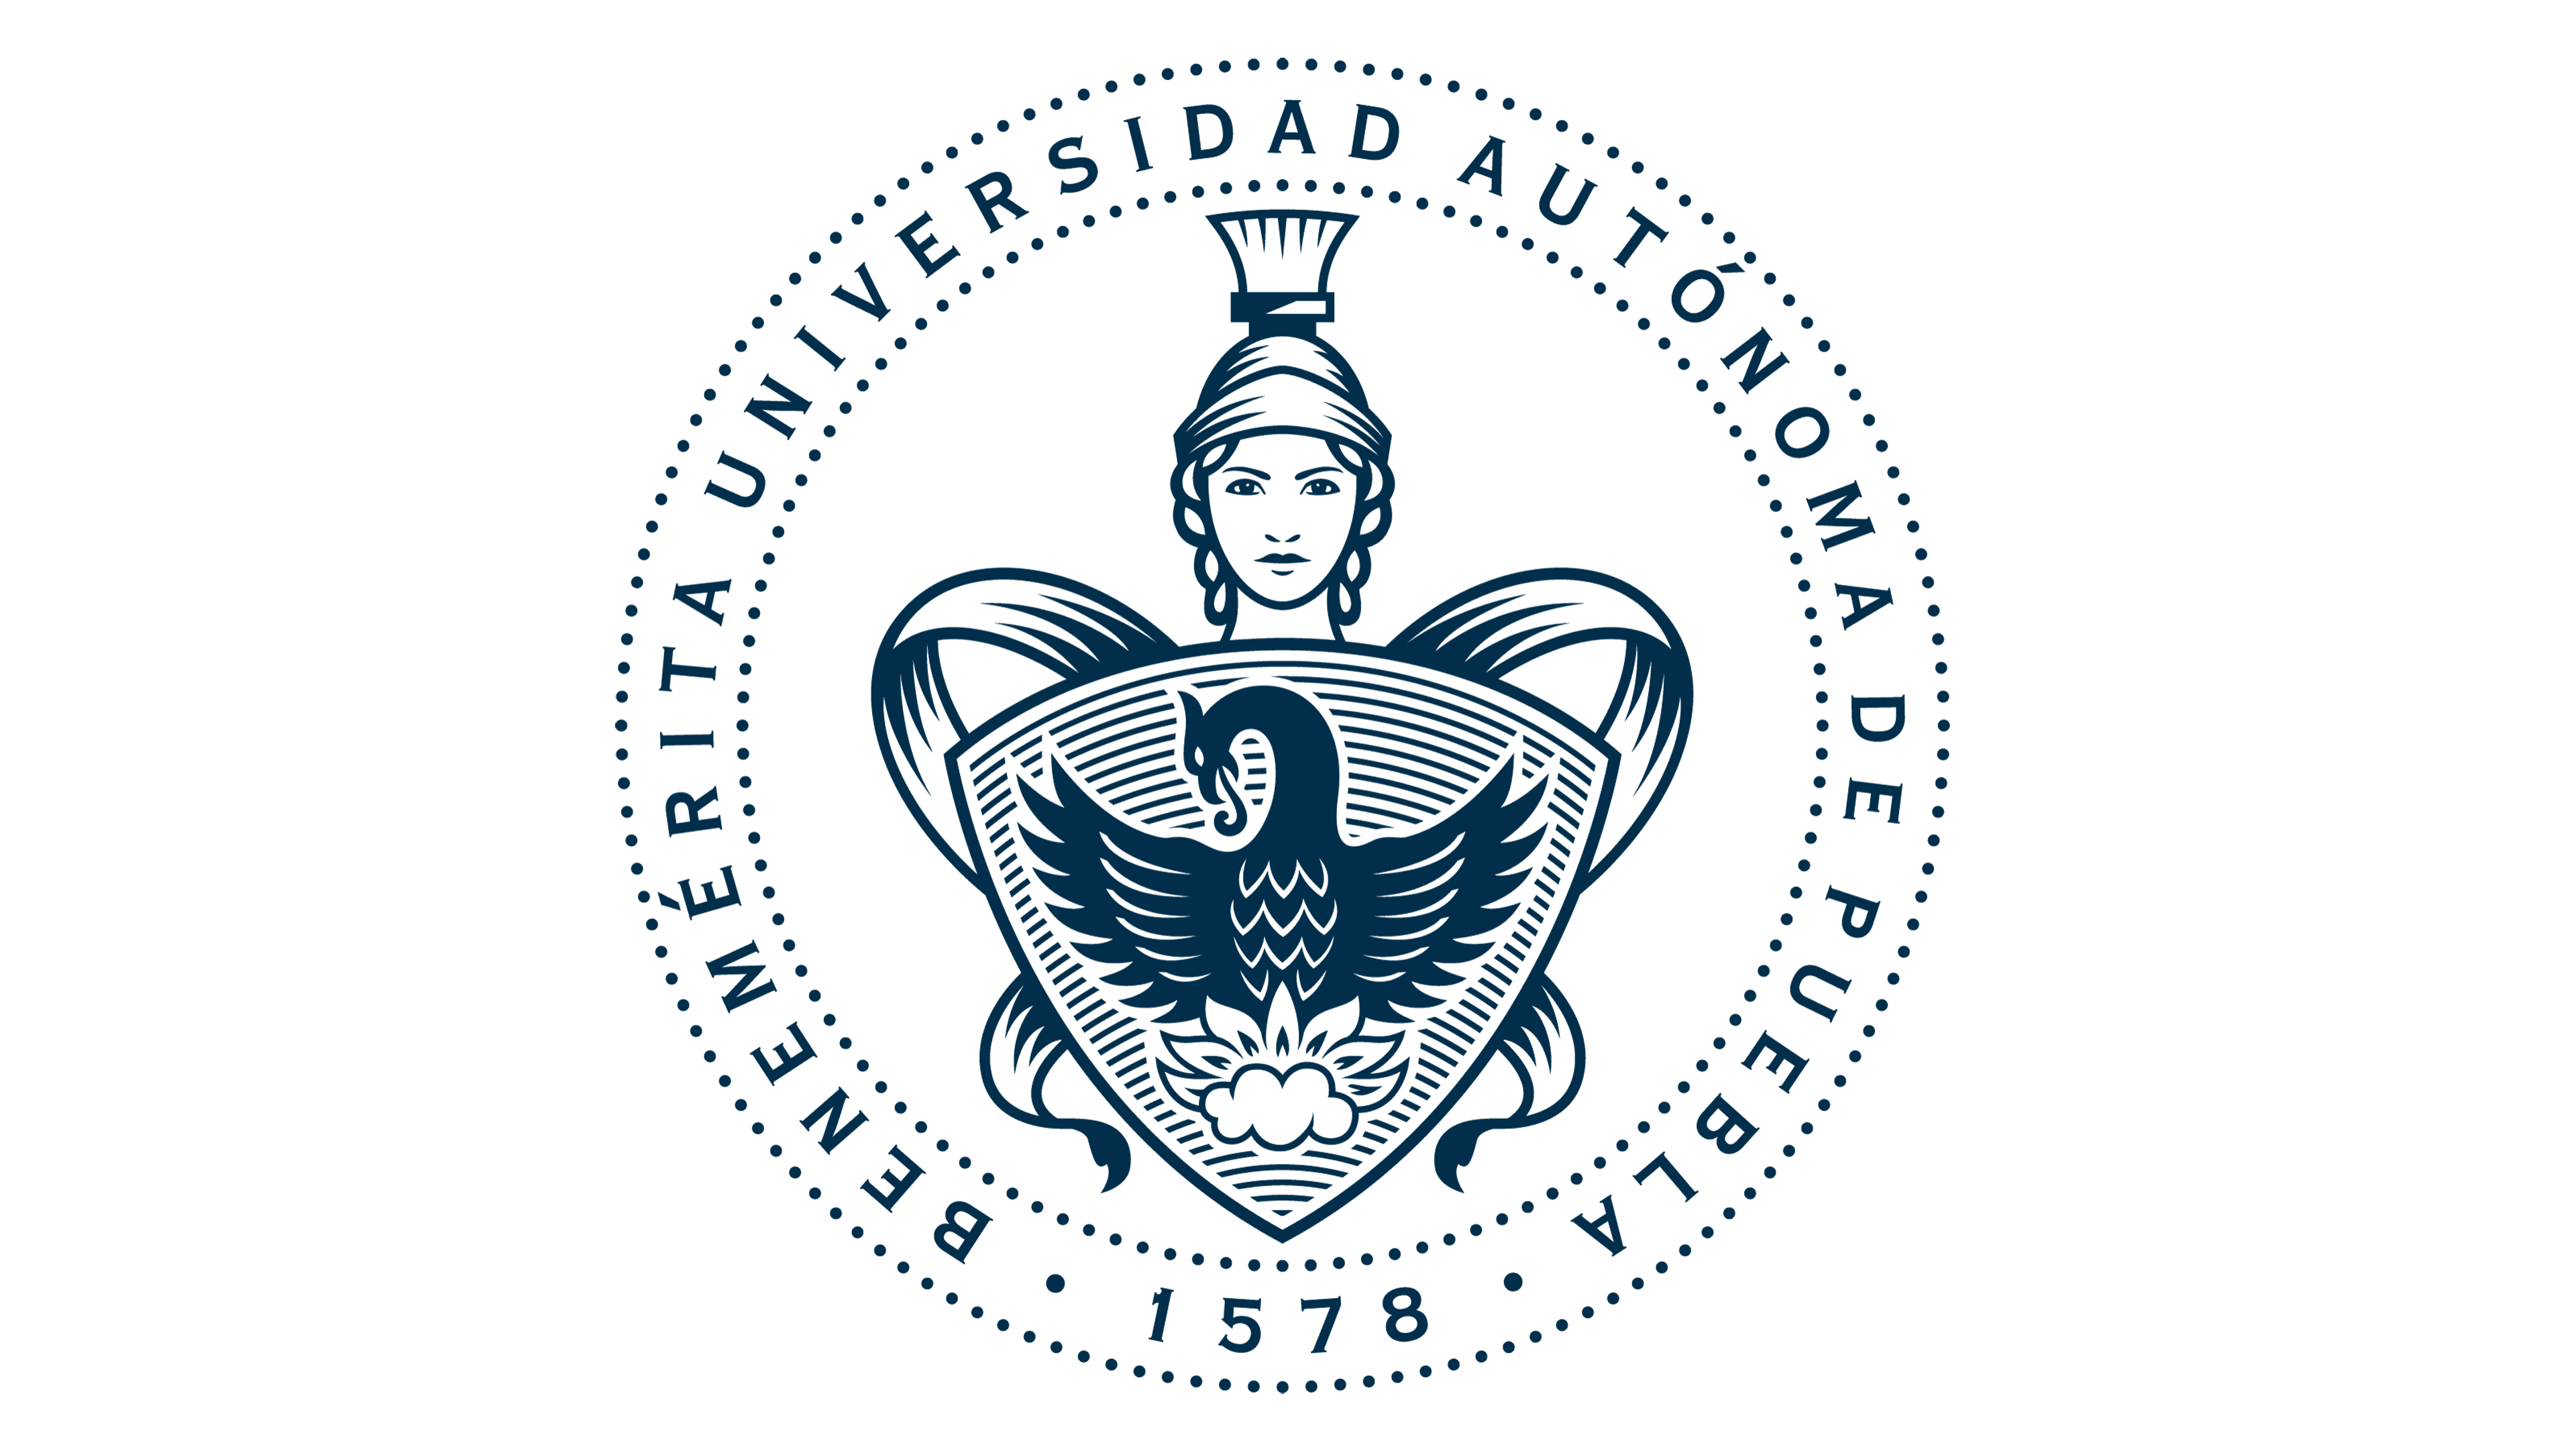 BENEMÉRITA UNIVERSIDAD AUTÓNOMA DE PUEBLA
• 1578 •